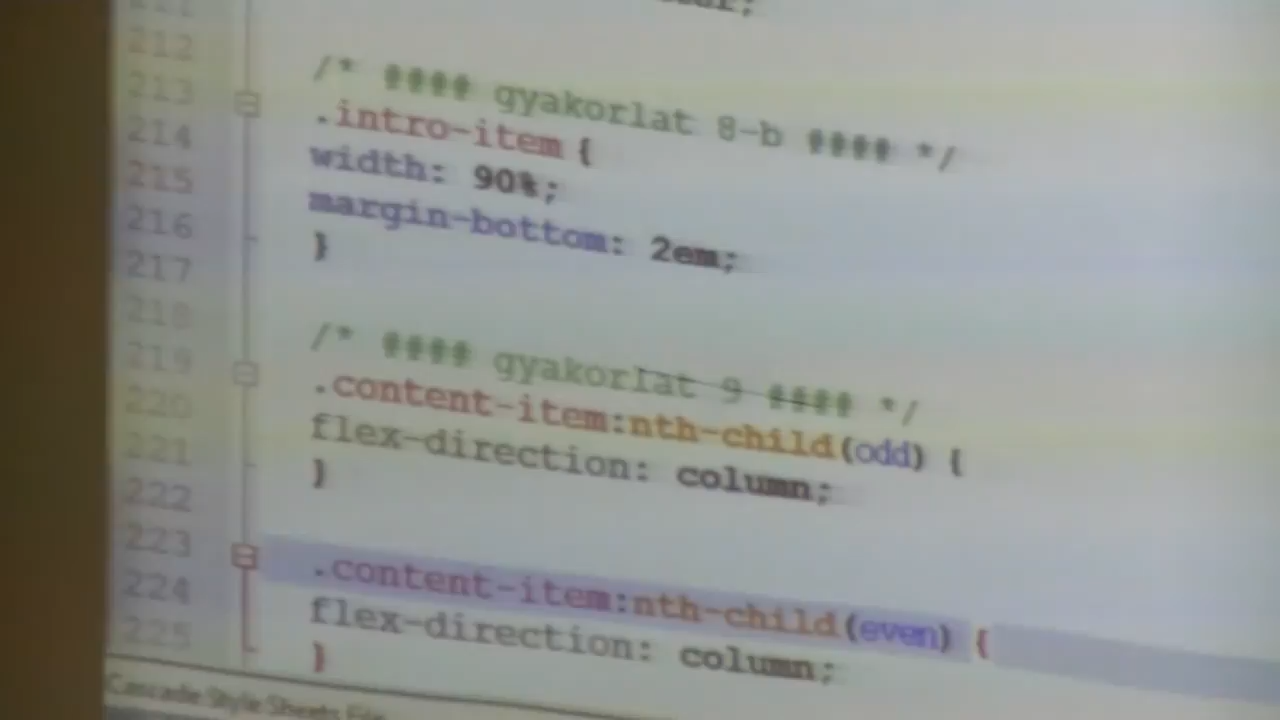 212
213 /* #### gyakorlat 8-b #### */
214 .intro-item {
215 width: 90%;
216 margin-bottom: 2em;
217 }
218
219 /* #### gyakorlat 9 #### */
220 .content-item:nth-child(odd) {
221 flex-direction: column;
222 }
223
224 .content-item:nth-child(even) {
225 flex-direction: column;
}
Cascade Style Sheets File